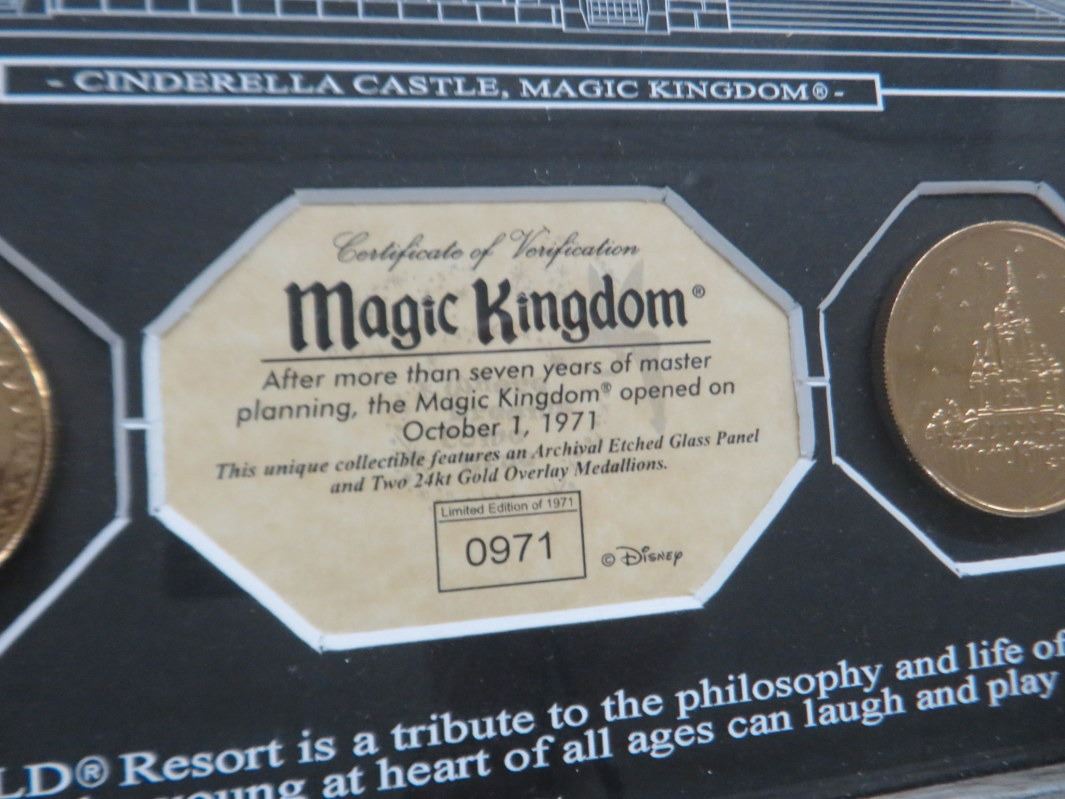 - CINDERELLA CASTLE, MAGIC KINGDOM® -
Certificate of Verification
Magic Kingdom®
After more than seven years of master
planning, the Magic Kingdom® opened on
October 1, 1971
This unique collectible features an Archival Etched Glass Panel
and Two 24kt Gold Overlay Medallions.
Limited Edition of 1971
0971
© Disney
LD® Resort is a tribute to the philosophy and life of
young at heart of all ages can laugh and play